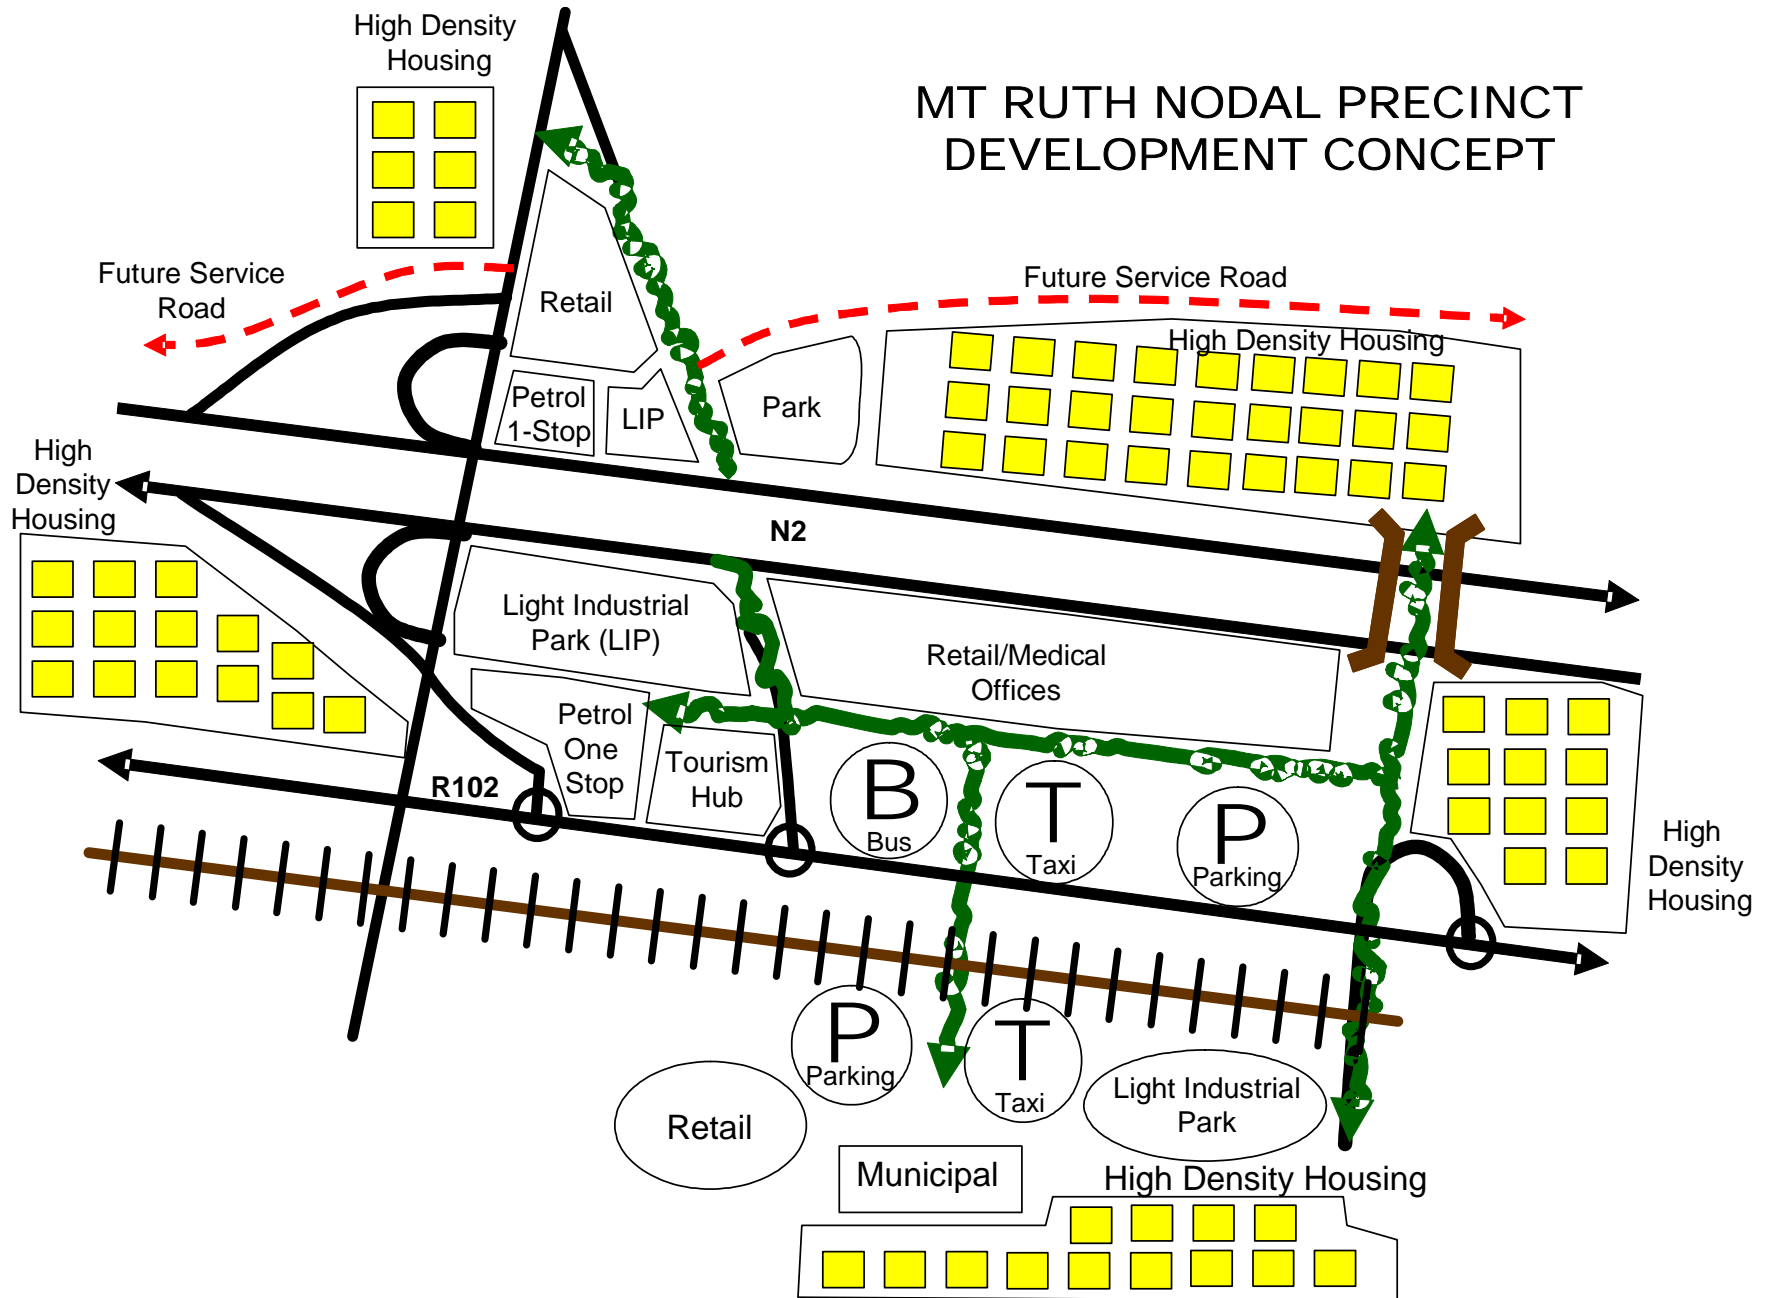 High Density
Housing
MT RUTH NODAL PRECINCT
DEVELOPMENT CONCEPT
Future Service
Road
Retail
Future Service Road
High Density Housing
Petrol
1-Stop
LIP
Park
High
Density
Housing
N2
Light Industrial
Park (LIP)
Retail/Medical
Offices
Petrol
One
Stop
Tourism
Hub
R102
B
Bus
T
Taxi
P
Parking
High
Density
Housing
P
Parking
T
Taxi
Light Industrial
Park
Retail
Municipal
High Density Housing